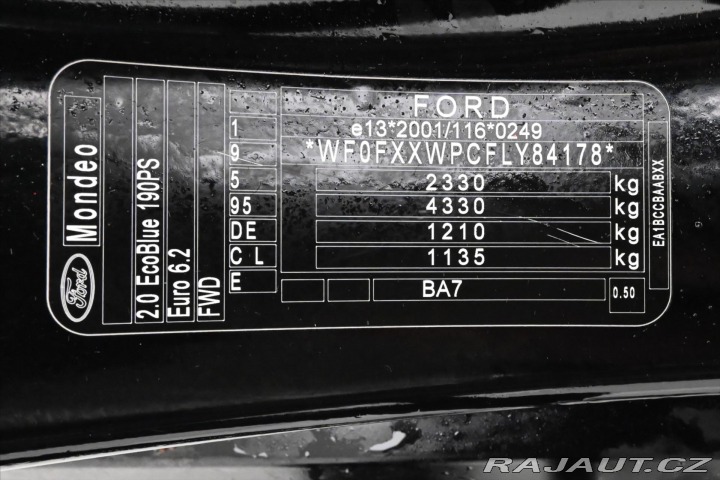 FORD
e13*2001/116*0249
*WF0FXXWPCFLY84178*
2330 kg
4330 kg
1210 kg
1135 kg
BA7
0.50
1
9
5
95
DE
C L
E
Mondeo
Ford
2.0 EcoBlue 190PS
Euro 6.2
FWD
EA1BCCBAABXX
RAJAUT.CZ